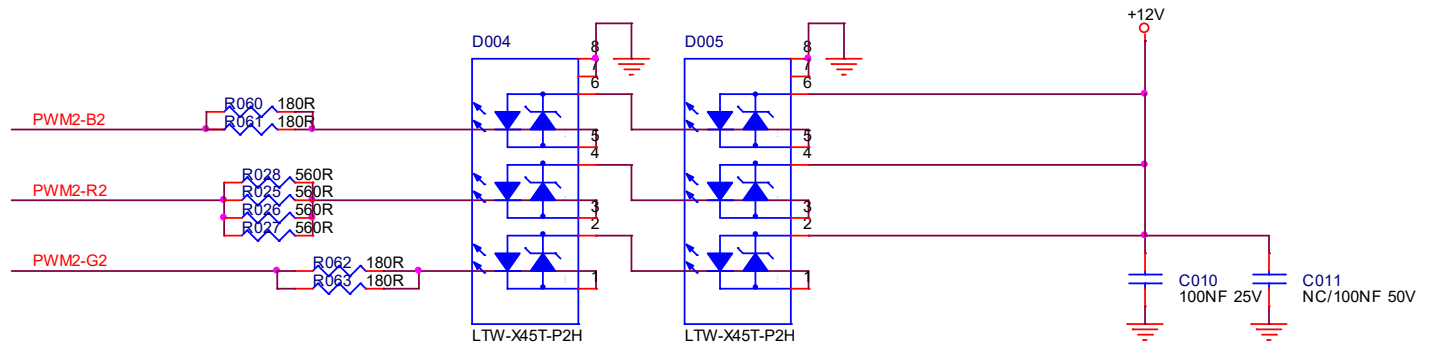 +12V
D004
D005
8
7
6
8
7
6
R060 180R
PWM2-B2
R061 180R
5
4
5
4
R028 560R
PWM2-R2
R025 560R
R026 560R
R027 560R
3
2
3
2
PWM2-G2
R062 180R
R063 180R
1
1
C010
100NF 25V
C011
NC/100NF 50V
LTW-X45T-P2H
LTW-X45T-P2H